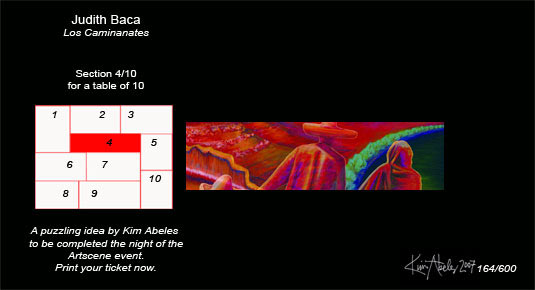 Judith Baca
Los Caminanates
Section 4/10
for a table of 10
1 2 3
4 5
6 7
10
8 9
A puzzling idea by Kim Abeles
to be completed the night of the
Artscene event.
Print your ticket now.
Kim Abeles 2007 164/600